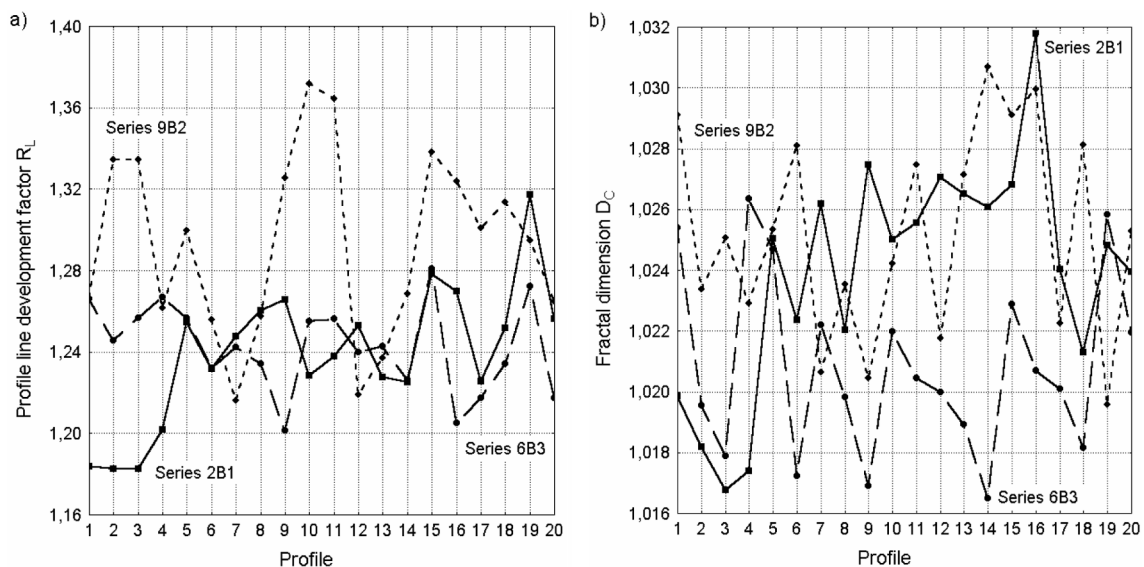 a)
Profile line development factor R_L
1,40
1,36
1,32
1,28
1,24
1,20
1,16
Series 9B2
Series 2B1
Series 6B3
1 2 3 4 5 6 7 8 9 10 11 12 13 14 15 16 17 18 19 20
Profile
b)
Fractal dimension D_C
1,032
1,030
1,028
1,026
1,024
1,022
1,020
1,018
1,016
Series 2B1
Series 9B2
Series 6B3
1 2 3 4 5 6 7 8 9 10 11 12 13 14 15 16 17 18 19 20
Profile